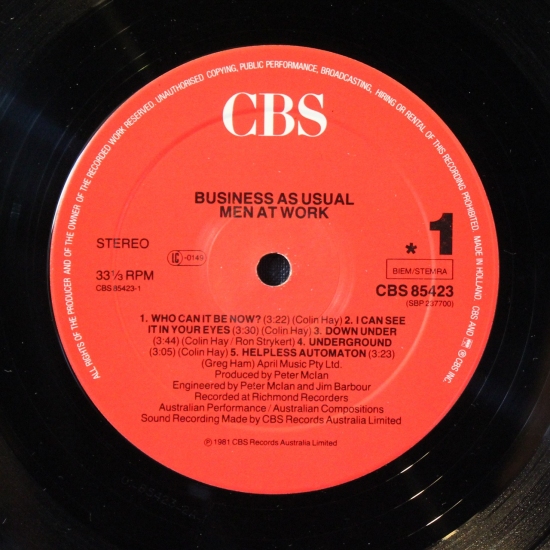 ALL RIGHTS OF THE PRODUCER AND OF THE OWNER OF THE RECORDED WORK RESERVED. UNAUTHORISED COPYING, PUBLIC PERFORMANCE, BROADCASTING, HIRING OR RENTAL OF THIS RECORDING PROHIBITED. MADE IN HOLLAND. CBS AND ℗ CBS INC
CBS
BUSINESS AS USUAL
MEN AT WORK
STEREO
LC -0149
* 1
BIEM/STEMRA
33⅓ RPM
CBS 85423
CBS 85423-1
(SBP 237700)
1. WHO CAN IT BE NOW? (3:22) (Colin Hay) 2. I CAN SEE
IT IN YOUR EYES (3:30) (Colin Hay) 3. DOWN UNDER
(3:44) (Colin Hay / Ron Strykert) 4. UNDERGROUND
(3:05) (Colin Hay) 5. HELPLESS AUTOMATON (3:23)
(Greg Ham) April Music Pty Ltd.
Produced by Peter McIan
Engineered by Peter McIan and Jim Barbour
Recorded at Richmond Recorders
Australian Performance / Australian Compositions
Sound Recording Made by CBS Records Australia Limited
℗ 1981 CBS Records Australia Limited